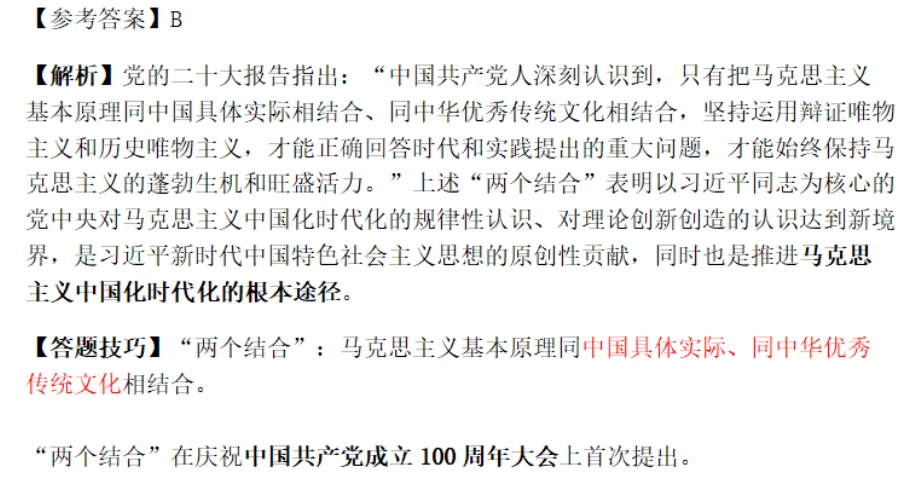 【参考答案】B
【解析】党的二十大报告指出：“中国共产党人深刻认识到，只有把马克思主义
基本原理同中国具体实际相结合、同中华优秀传统文化相结合，坚持运用辩证唯物
主义和历史唯物主义，才能正确回答时代和实践提出的重大问题，才能始终保持马
克思主义的蓬勃生机和旺盛活力。”上述“两个结合”表明以习近平同志为核心的
党中央对马克思主义中国化时代化的规律性认识、对理论创新创造的认识达到新境
界，是习近平新时代中国特色社会主义思想的原创性贡献，同时也是推进马克思
主义中国化时代化的根本途径。
【答题技巧】“两个结合”：马克思主义基本原理同中国具体实际、同中华优秀
传统文化相结合。
“两个结合”在庆祝中国共产党成立 100 周年大会上首次提出。